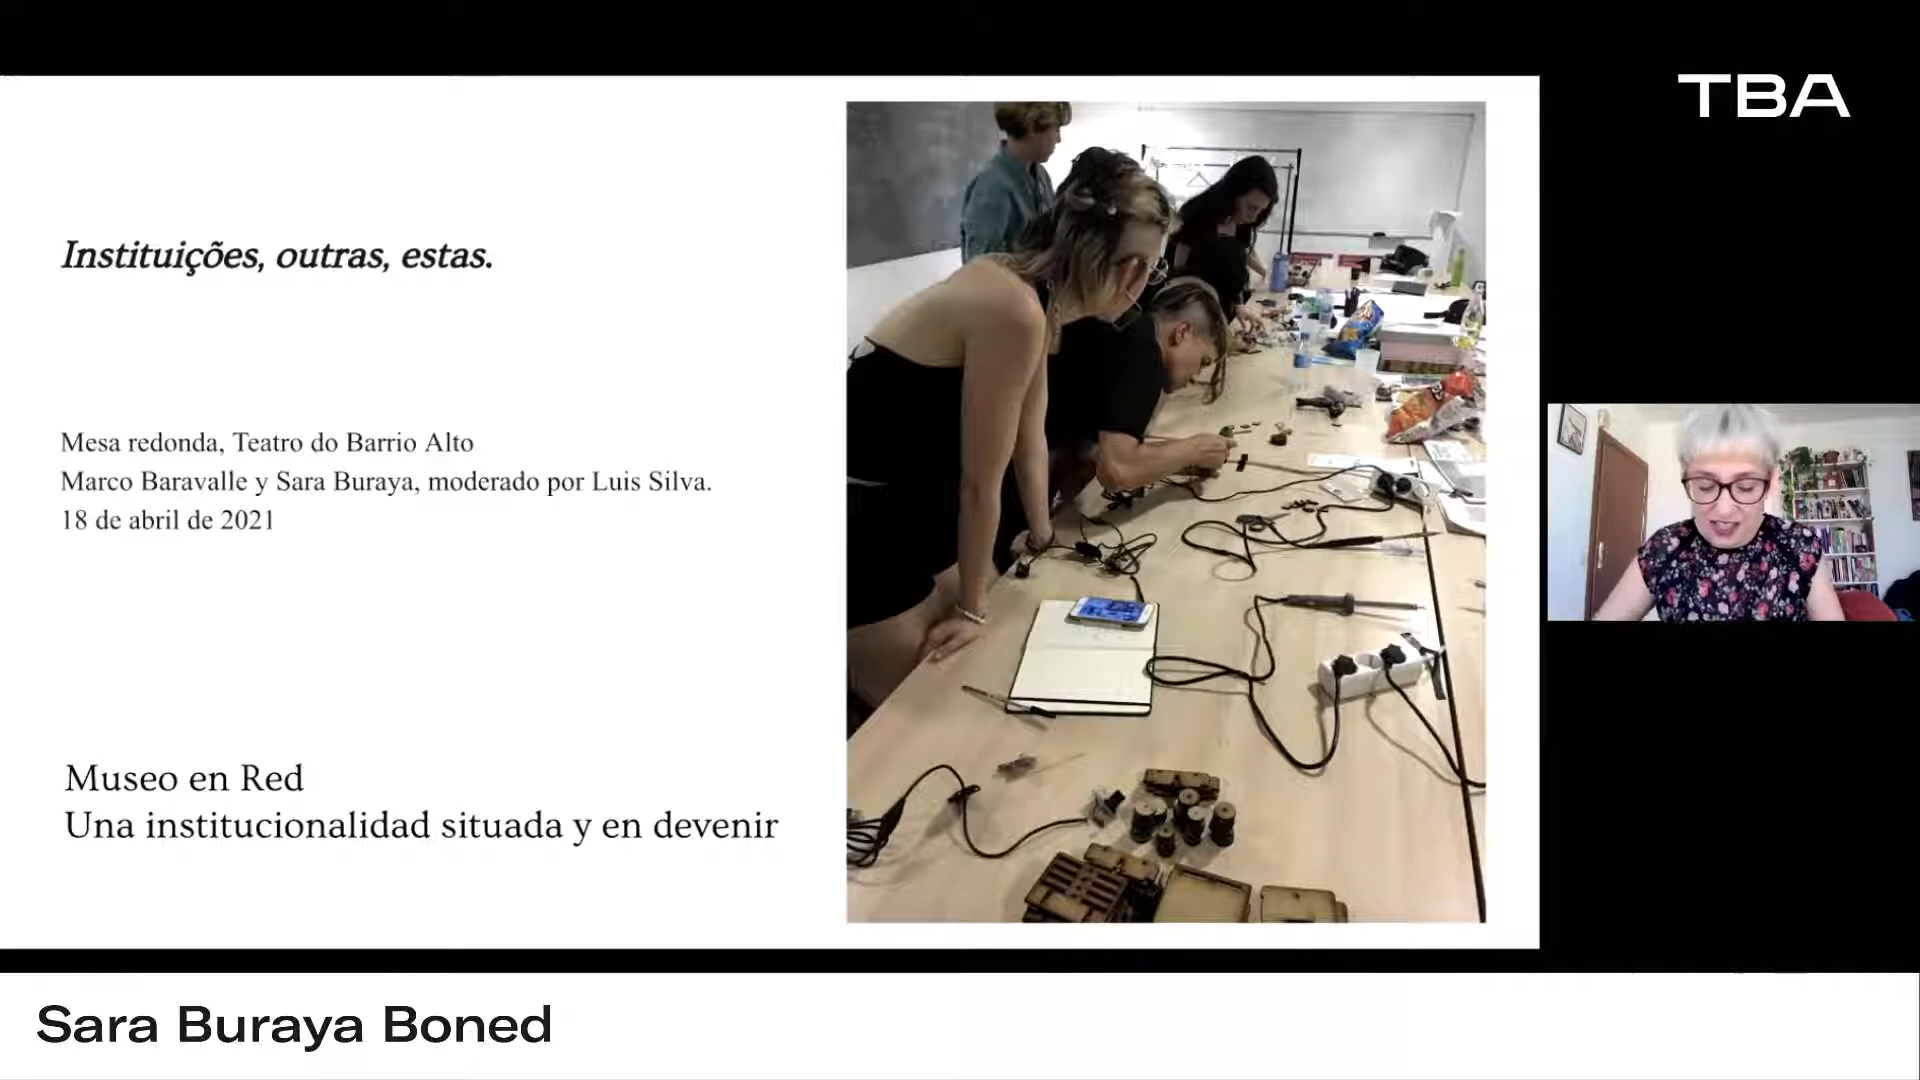 TBA
Instituições, outras, estas.
Mesa redonda, Teatro do Barrio Alto
Marco Baravalle y Sara Buraya, moderado por Luis Silva.
18 de abril de 2021
Museo en Red
Una institucionalidad situada y en devenir
Sara Buraya Boned